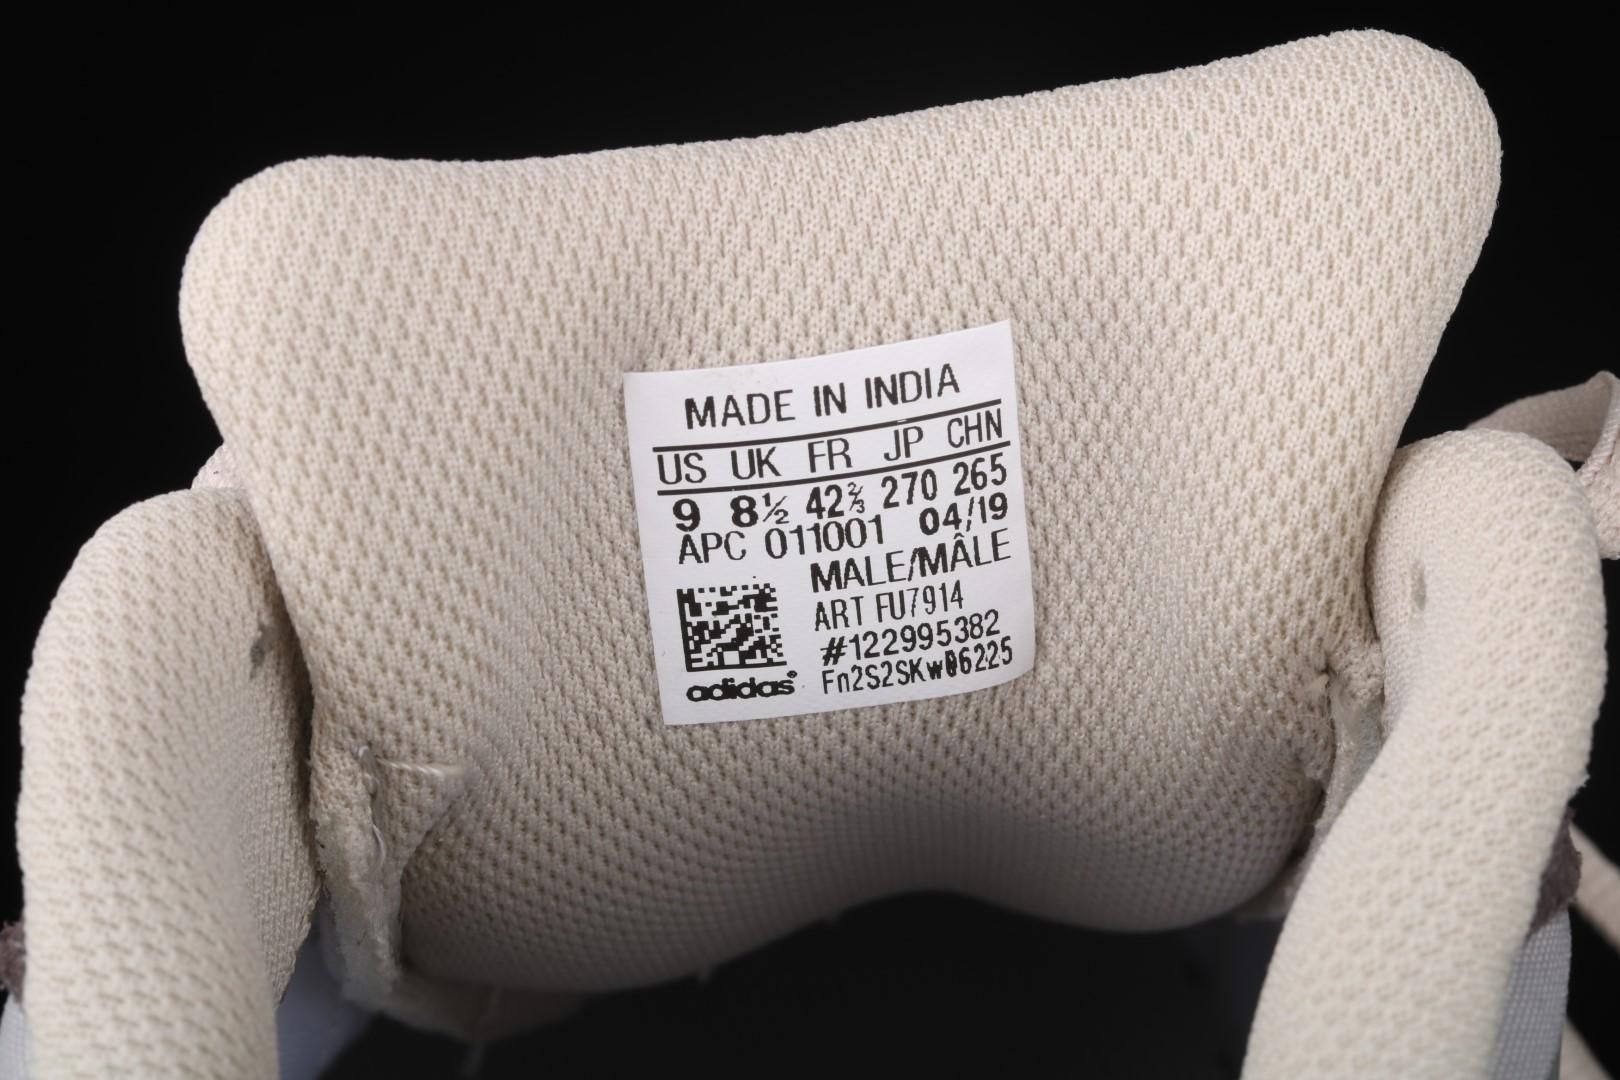 MADE IN INDIA
US UK FR JP CHN
9 8½ 42⅔ 270 265
APC 011001 04/19
MALE/MÂLE
ART FU7914
#122995382
Fn2S2SKw06225
adidas®